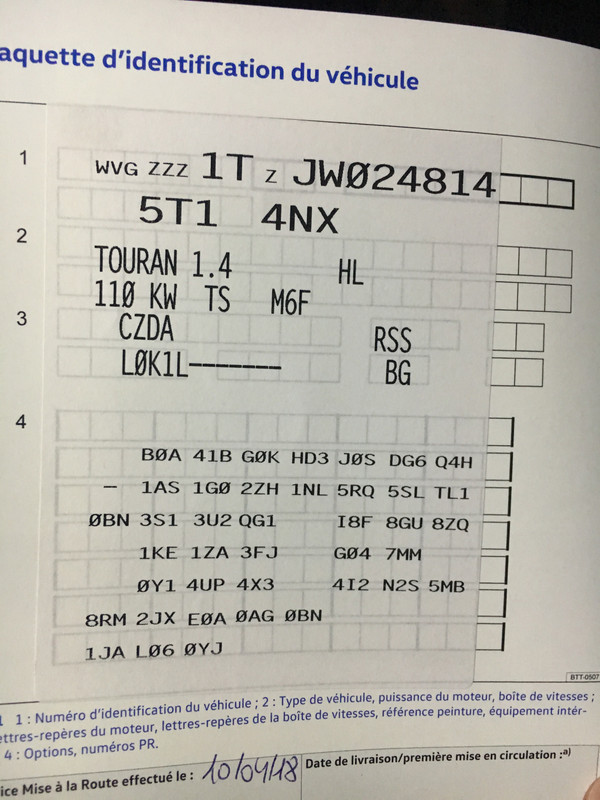 aquette d'identification du véhicule
1 WVG ZZZ 1T Z JWØ24814
5T1 4NX
2 TOURAN 1.4 HL
110 KW TS M6F
3 CZDA RSS
LØK1L------- BG
4
BØA 41B GØK HD3 JØS DG6 Q4H
- 1AS 1GØ 2ZH 1NL 5RQ 5SL TL1
ØBN 3S1 3U2 QG1 I8F 8GU 8ZQ
1KE 1ZA 3FJ GØ4 7MM
ØY1 4UP 4X3 4I2 N2S 5MB
8RM 2JX EØA ØAG ØBN
1JA LØ6 ØYJ
BTT-0507
1 1 : Numéro d'identification du véhicule ; 2 : Type de véhicule, puissance du moteur, boîte de vitesses ;
ettres-repères du moteur, lettres-repères de la boîte de vitesses, référence peinture, équipement inté-
4 : Options, numéros PR.
ice Mise à la Route effectué le : 10/04/18 Date de livraison/première mise en circulation :a)